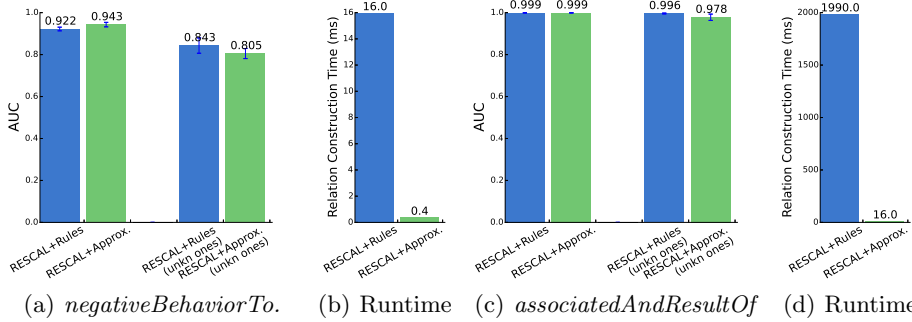 AUC
1.0
0.8
0.6
0.4
0.2
0.0
0.922
0.943
0.843
0.805
RESCAL+Rules
RESCAL+Approx.
RESCAL+Rules
(unkn ones)
RESCAL+Approx.
(unkn ones)
(a) negativeBehaviorTo.
Relation Construction Time (ms)
16
14
12
10
8
6
4
2
0
16.0
0.4
RESCAL+Rules
RESCAL+Approx.
(b) Runtime
AUC
1.0
0.8
0.6
0.4
0.2
0.0
0.999
0.999
0.996
0.978
RESCAL+Rules
RESCAL+Approx.
RESCAL+Rules
(unkn ones)
RESCAL+Approx.
(unkn ones)
(c) associatedAndResultOf
Relation Construction Time (ms)
2000
1500
1000
500
0
1990.0
16.0
RESCAL+Rules
RESCAL+Approx.
(d) Runtime